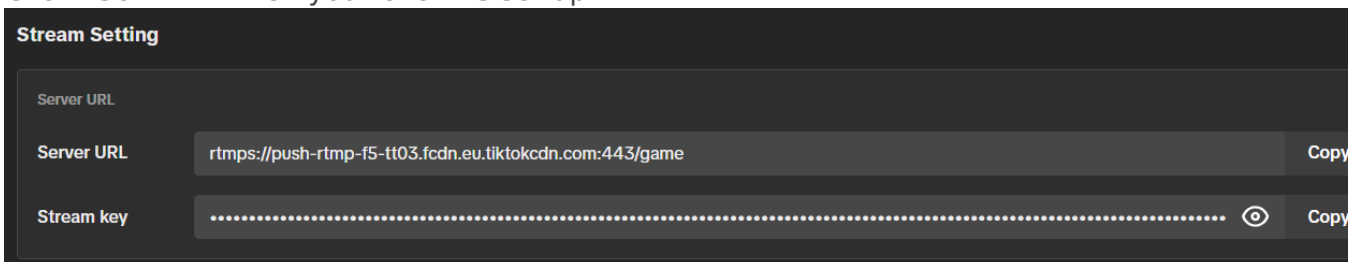 Stream Setting
Server URL
Server URL rtmps://push-rtmp-f5-tt03.fcdn.eu.tiktokcdn.com:443/game Copy
Stream key Copy